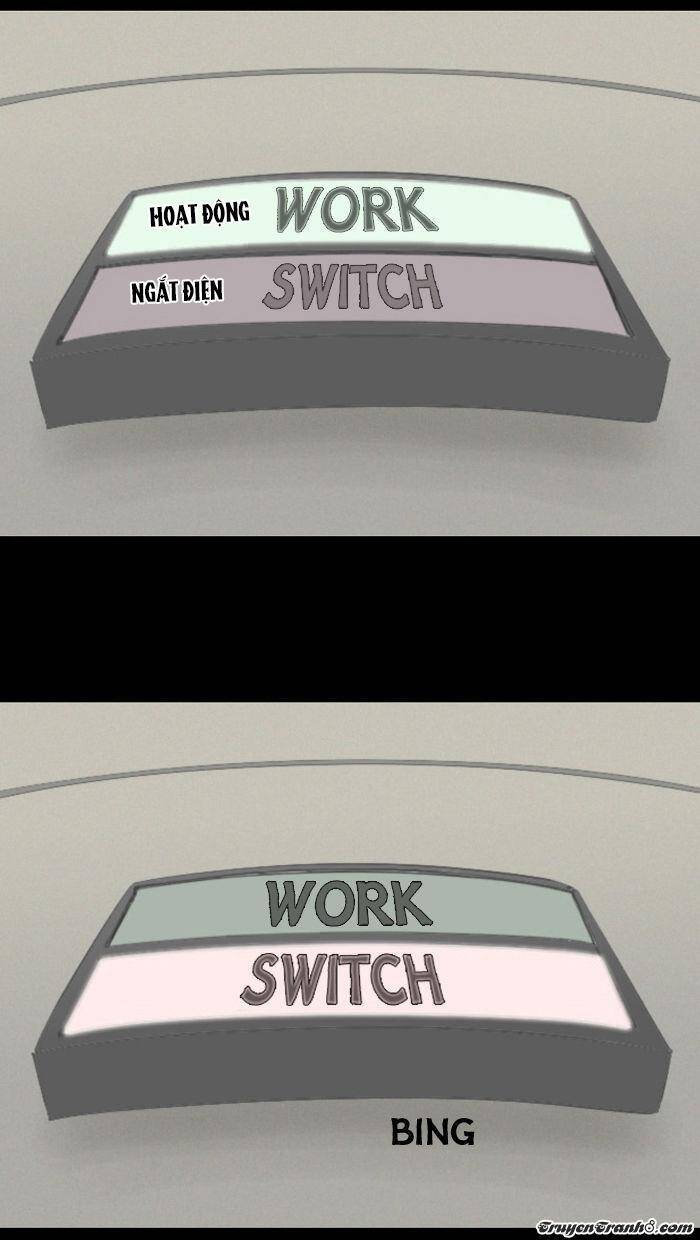 HOẠT ĐỘNG WORK
NGẮT ĐIỆN SWITCH
WORK
SWITCH
BING
TruyenTranh8.com